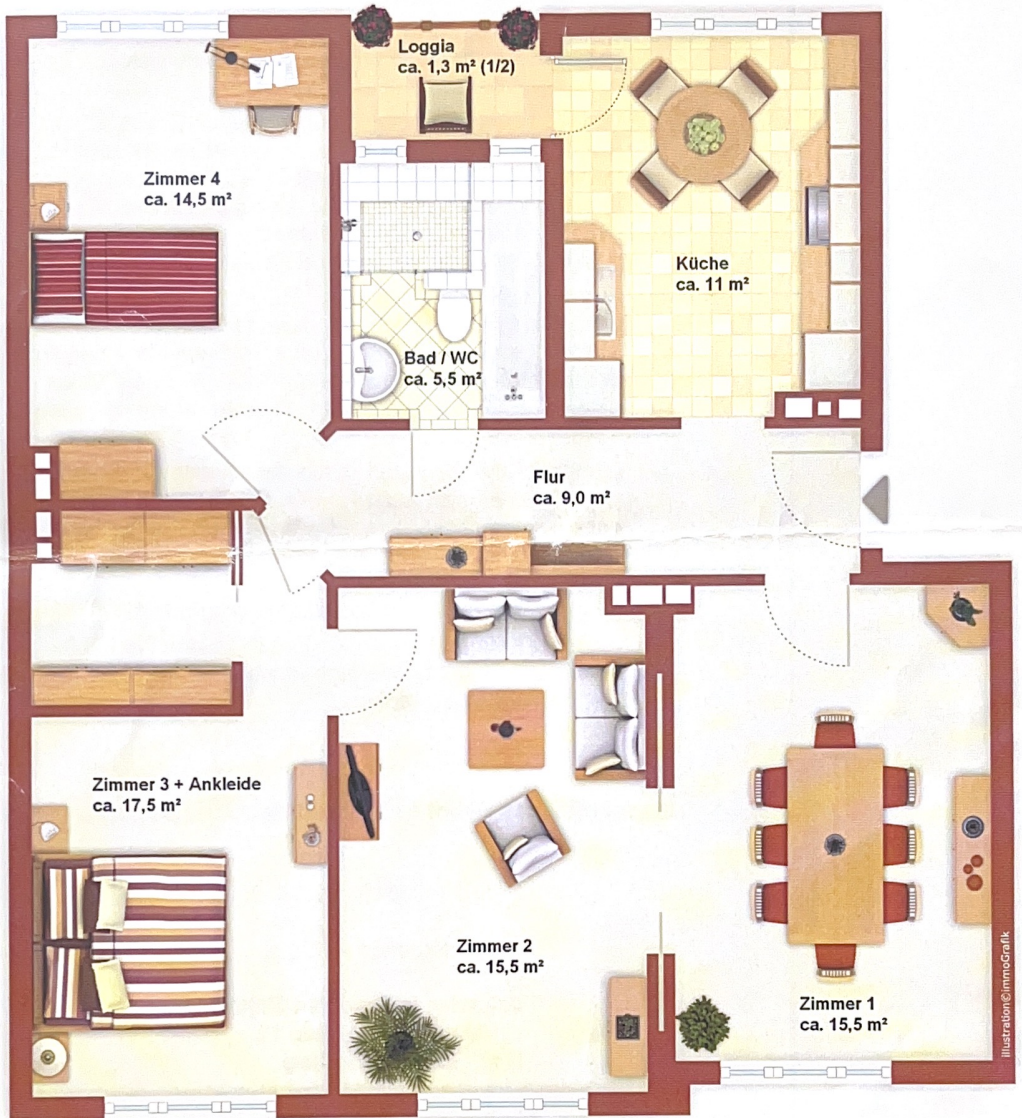 Loggia
ca. 1,3 m² (1/2)
Zimmer 4
ca. 14,5 m²
Küche
ca. 11 m²
Bad / WC
ca. 5,5 m²
Flur
ca. 9,0 m²
Zimmer 3 + Ankleide
ca. 17,5 m²
Zimmer 2
ca. 15,5 m²
Zimmer 1
ca. 15,5 m²
illustration©immoGrafik